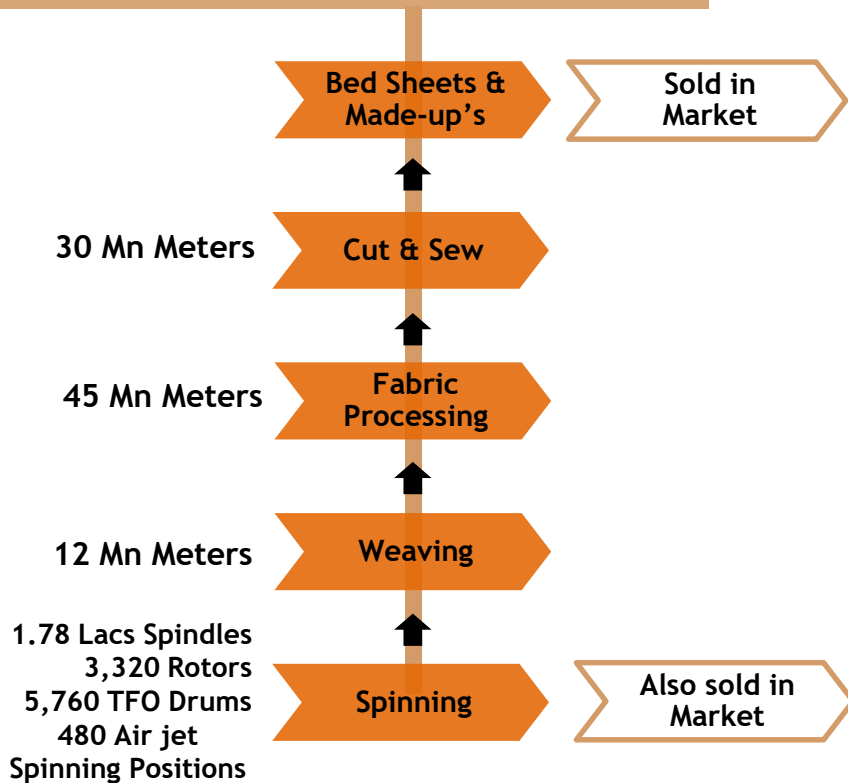 Bed Sheets &
Made-up’s
Sold in
Market
30 Mn Meters
Cut & Sew
45 Mn Meters
Fabric
Processing
12 Mn Meters
Weaving
1.78 Lacs Spindles
3,320 Rotors
5,760 TFO Drums
480 Air jet
Spinning Positions
Spinning
Also sold in
Market